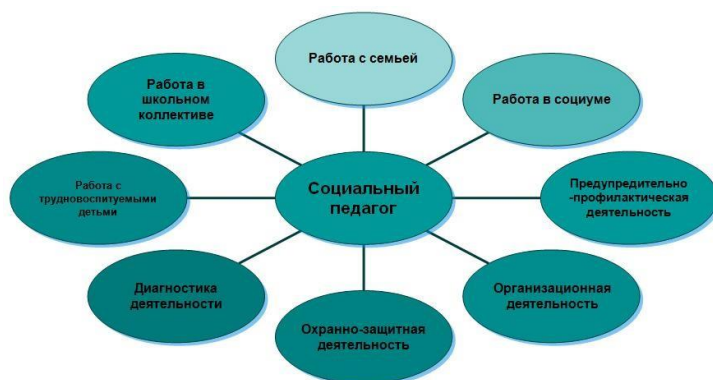 Работа с семьей
Работа в
школьном
коллективе
Работа в социуме
Работа с
трудновоспитуемыми
детьми
Социальный
педагог
Предупредительно
-профилактическая
деятельность
Диагностика
деятельности
Организационная
деятельность
Охранно-защитная
деятельность